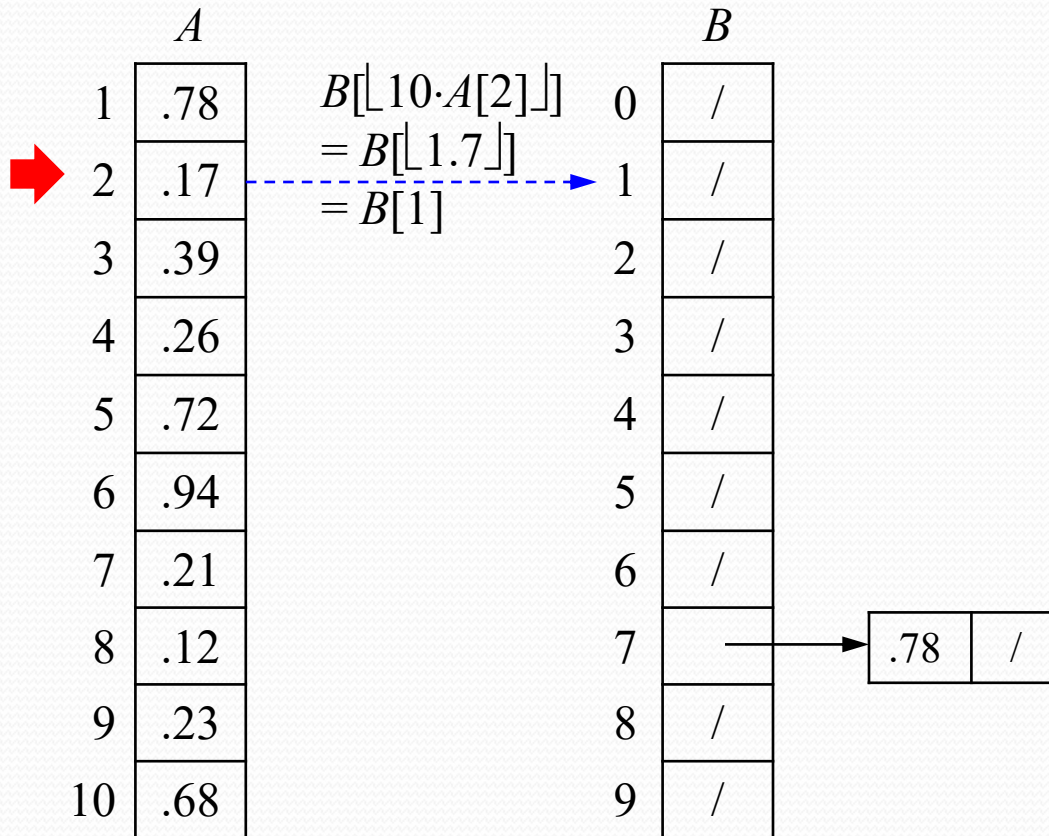 A B
1 .78 B[⌊10·A[2]⌋] 0 /
2 .17 = B[⌊1.7⌋] 1 /
= B[1]
3 .39 2 /
4 .26 3 /
5 .72 4 /
6 .94 5 /
7 .21 6 /
8 .12 7 .78 /
9 .23 8 /
10 .68 9 /